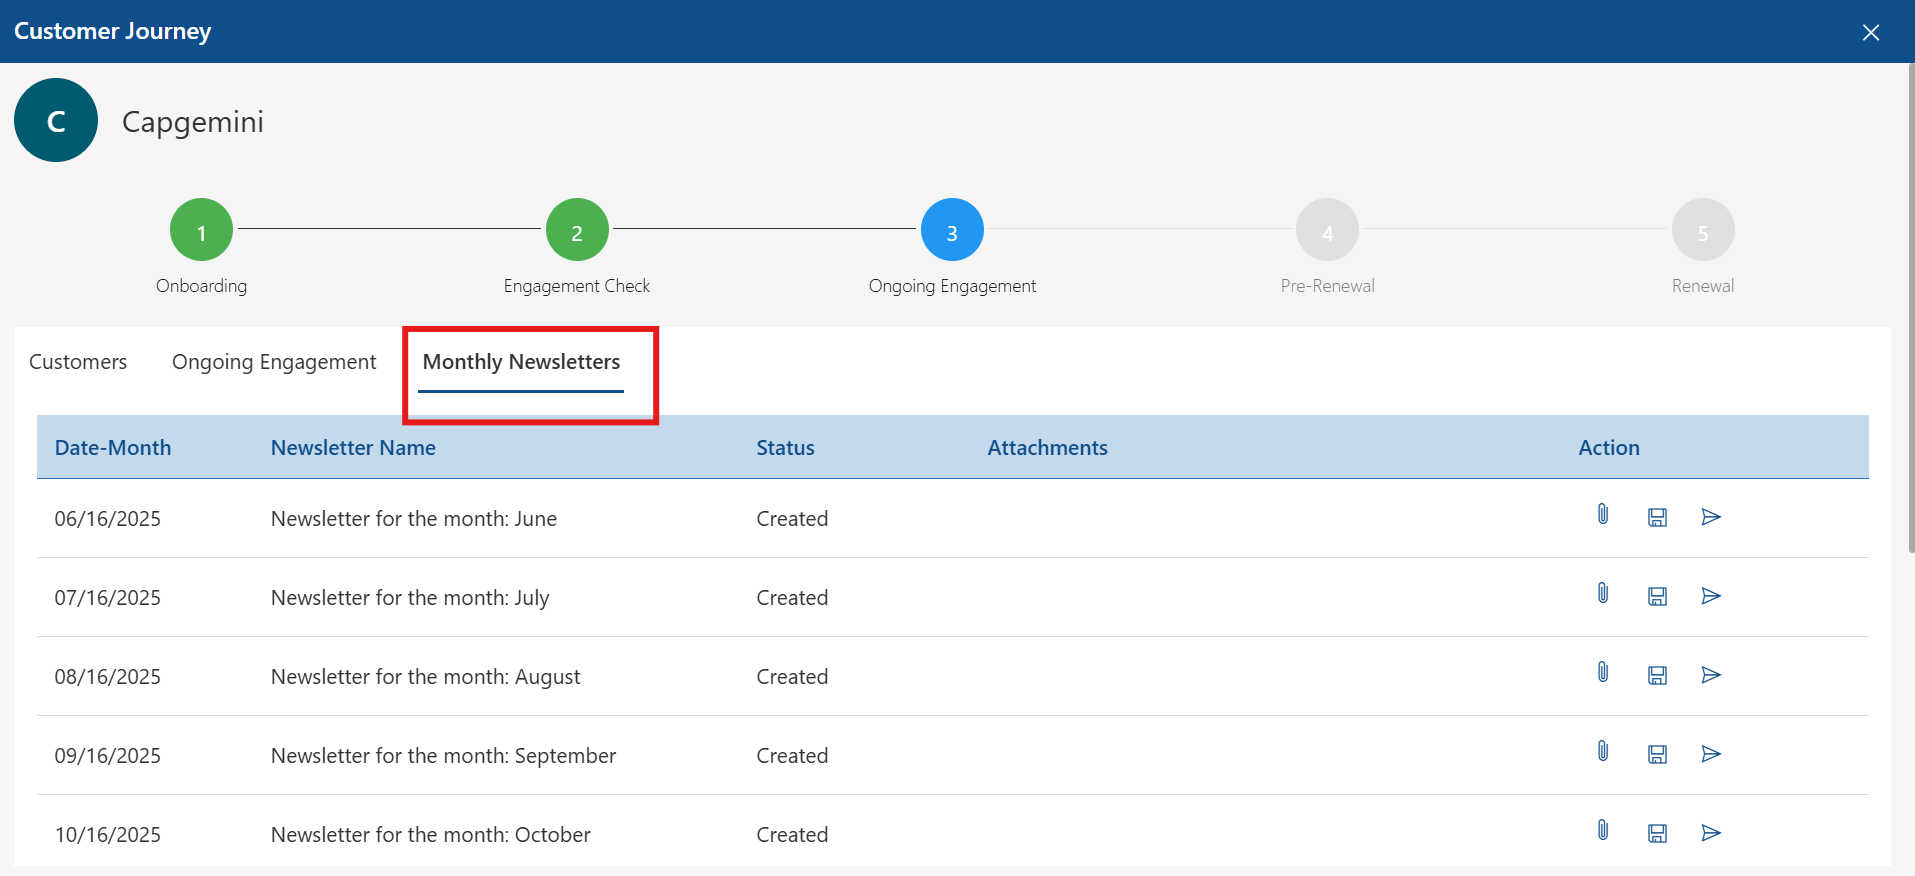 Customer Journey
C
Capgemini
1 2 3 4 5
Onboarding Engagement Check Ongoing Engagement Pre-Renewal Renewal
Customers Ongoing Engagement Monthly Newsletters
Date-Month Newsletter Name Status Attachments Action
06/16/2025 Newsletter for the month: June Created
07/16/2025 Newsletter for the month: July Created
08/16/2025 Newsletter for the month: August Created
09/16/2025 Newsletter for the month: September Created
10/16/2025 Newsletter for the month: October Created